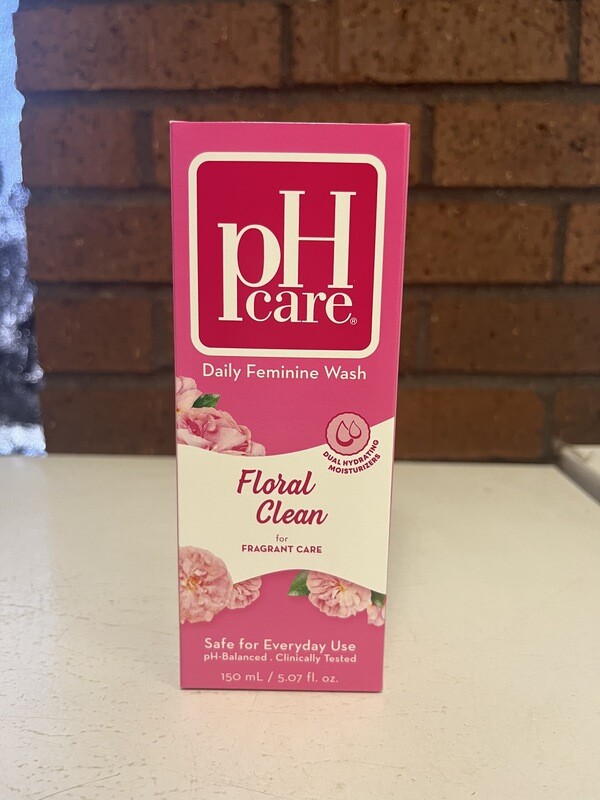 pH
care®
Daily Feminine Wash
DUAL HYDRATING
MOISTURIZERS
Floral
Clean
for
FRAGRANT CARE
Safe for Everyday Use
pH-Balanced . Clinically Tested
150 mL / 5.07 fl. oz.